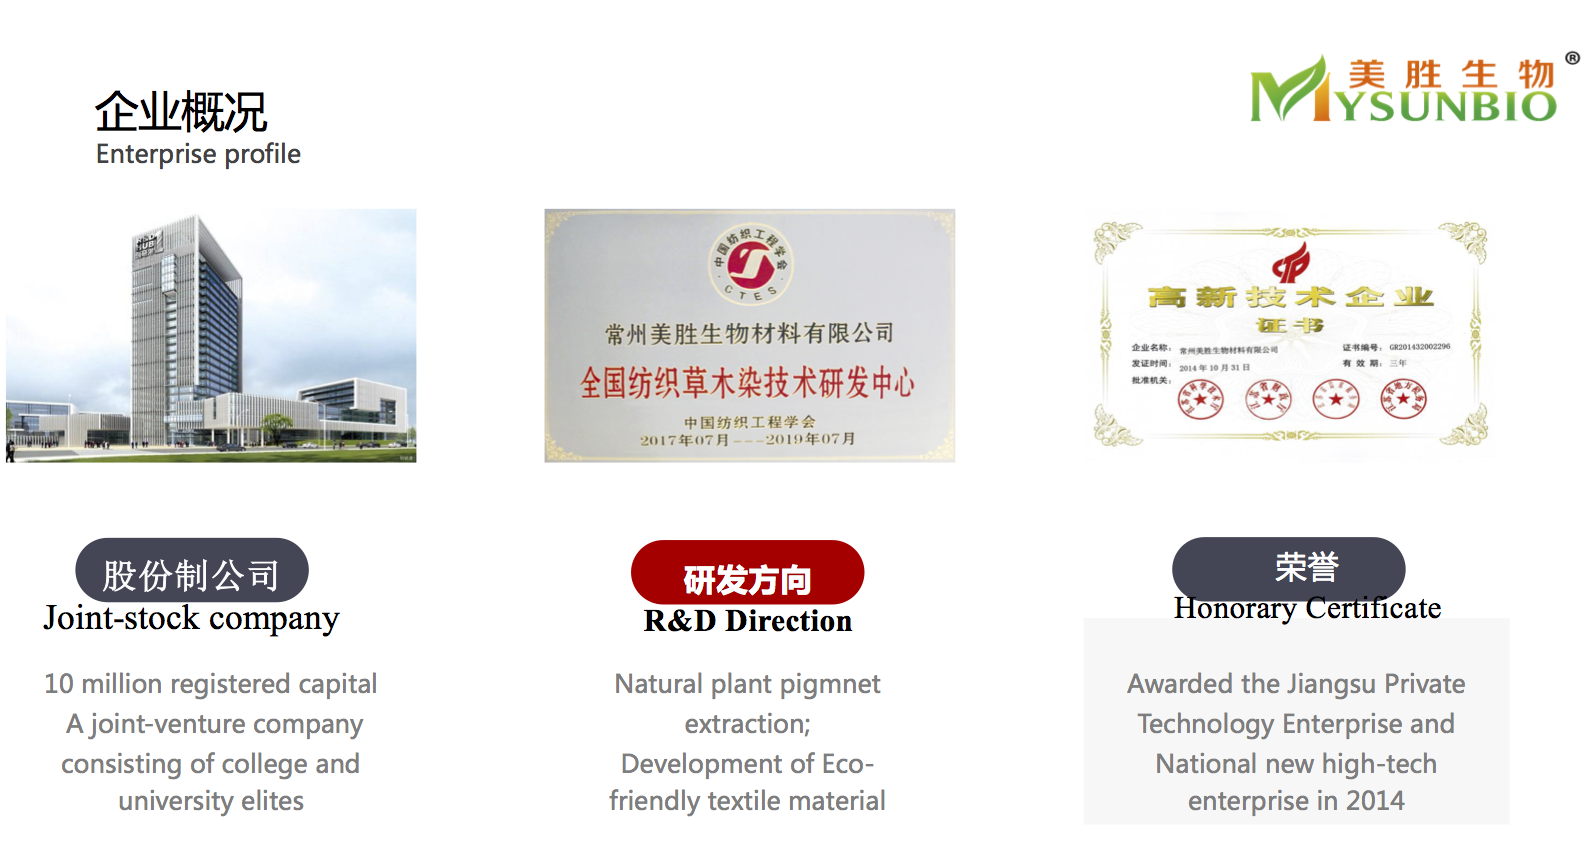 企业概况
Enterprise profile
美胜生物®
MYSUNBIO
中国纺织工程学会
CTES
常州美胜生物材料有限公司
全国纺织草木染技术研发中心
中国纺织工程学会
2017年07月---2019年07月
高新技术企业
证书
企业名称： 常州美胜生物材料有限公司
证书编号： GR201432002296
发证时间： 2014年10月31日
有 效 期： 三年
批准机关：
股份制公司
Joint-stock company
10 million registered capital
A joint-venture company
consisting of college and
university elites
研发方向
R&D Direction
Natural plant pigmnet
extraction;
Development of Eco-
friendly textile material
荣誉
Honorary Certificate
Awarded the Jiangsu Private
Technology Enterprise and
National new high-tech
enterprise in 2014